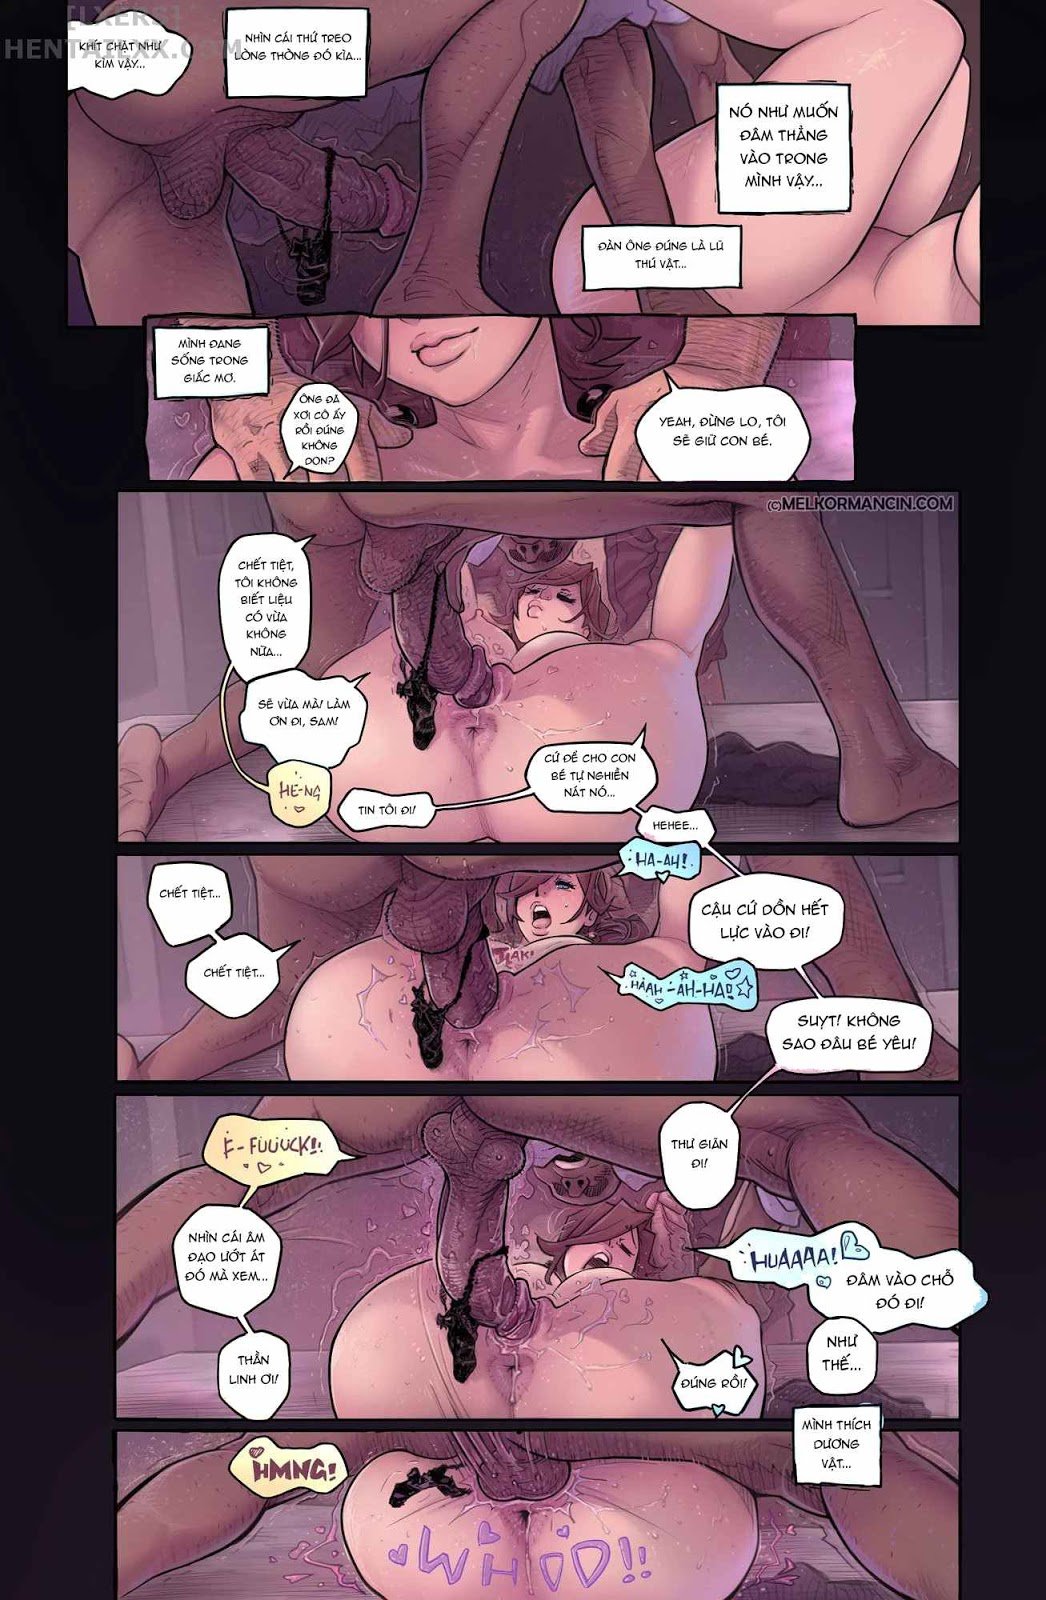 [LXERS]
HENTAILXX.COM
KHÍT CHẶT NHƯ
KIM VẬY...
NHÌN CÁI THỨ TREO
LÒNG THÒNG ĐÓ KÌA...
NÓ NHƯ MUỐN
ĐÂM THẲNG
VÀO TRONG
MÌNH VẬY...
ĐÀN ÔNG ĐÚNG LÀ LŨ
THÚ VẬT...
MÌNH ĐANG
SỐNG TRONG
GIẤC MƠ.
ÔNG ĐÃ
XƠI CÔ ẤY
RỒI ĐÚNG
KHÔNG
DON?
YEAH, ĐỪNG LO, TÔI
SẼ GIỮ CON BÉ.
©MELKORMANCIN.COM
CHẾT TIỆT,
TÔI KHÔNG
BIẾT LIỆU
CÓ VỪA
KHÔNG
NỮA...
SẼ VỪA MÀ! LÀM
ƠN ĐI, SAM!
HE-NG
TIN TÔI ĐI!
CỨ ĐỂ CHO CON
BÉ TỰ NGHIỀN
NÁT NÓ...
HEHEE...
HA-AH!
CHẾT TIỆT...
CẬU CỨ DỒN HẾT
LỰC VÀO ĐI!
CHẾT TIỆT...
HAAH-AH-HA!
SUYT! KHÔNG
SAO ĐÂU BÉ YÊU!
F-FUUUCK!!
THƯ GIÃN
ĐI!
NHÌN CÁI ÂM
ĐẠO ƯỚT ÁT
ĐÓ MÀ XEM...
HUAAAA!
ĐÂM VÀO CHỖ
ĐÓ ĐI!
THẦN
LINH ƠI!
ĐÚNG RỒI!
NHƯ
THẾ...
MÌNH THÍCH
DƯƠNG
VẬT...
HMNG!
WHOD!!